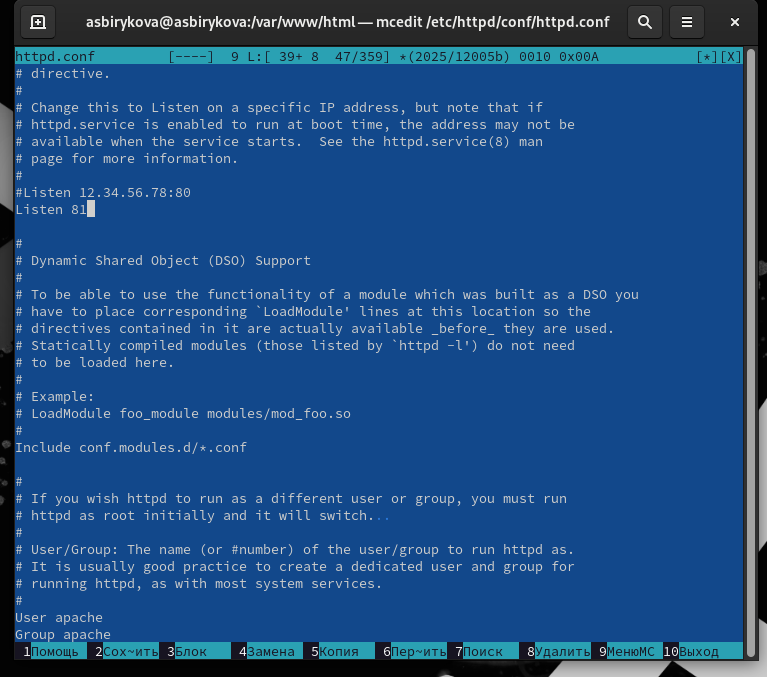 asbirykova@asbirykova:/var/www/html — mcedit /etc/httpd/conf/httpd.conf
httpd.conf [----] 9 L:[ 39+ 8 47/359] *(2025/12005b) 0010 0x00A [*][X]
# directive.
#
# Change this to Listen on a specific IP address, but note that if
# httpd.service is enabled to run at boot time, the address may not be
# available when the service starts.  See the httpd.service(8) man
# page for more information.
#
#Listen 12.34.56.78:80
Listen 81
#
# Dynamic Shared Object (DSO) Support
#
# To be able to use the functionality of a module which was built as a DSO you
# have to place corresponding `LoadModule' lines at this location so the
# directives contained in it are actually available _before_ they are used.
# Statically compiled modules (those listed by `httpd -l') do not need
# to be loaded here.
#
# Example:
# LoadModule foo_module modules/mod_foo.so
#
Include conf.modules.d/*.conf
#
# If you wish httpd to run as a different user or group, you must run
# httpd as root initially and it will switch...
#
# User/Group: The name (or #number) of the user/group to run httpd as.
# It is usually good practice to create a dedicated user and group for
# running httpd, as with most system services.
#
User apache
Group apache
1Помощь 2Сох~ить 3Блок 4Замена 5Копия 6Пер~ить 7Поиск 8Удалить 9МенюMC 10Выход